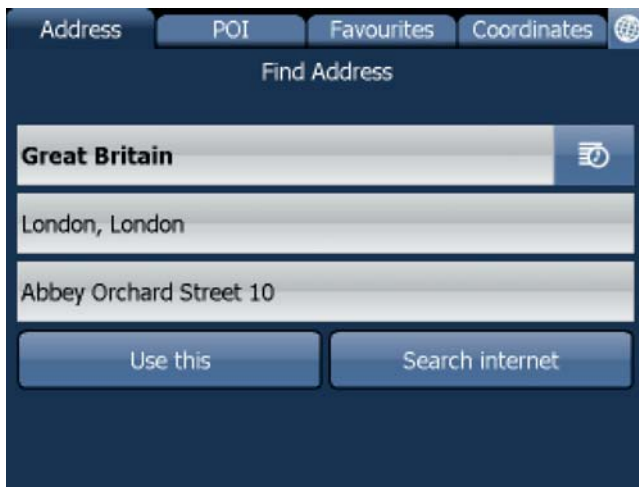 Address POI Favourites Coordinates
Find Address
Great Britain
London, London
Abbey Orchard Street 10
Use this Search internet